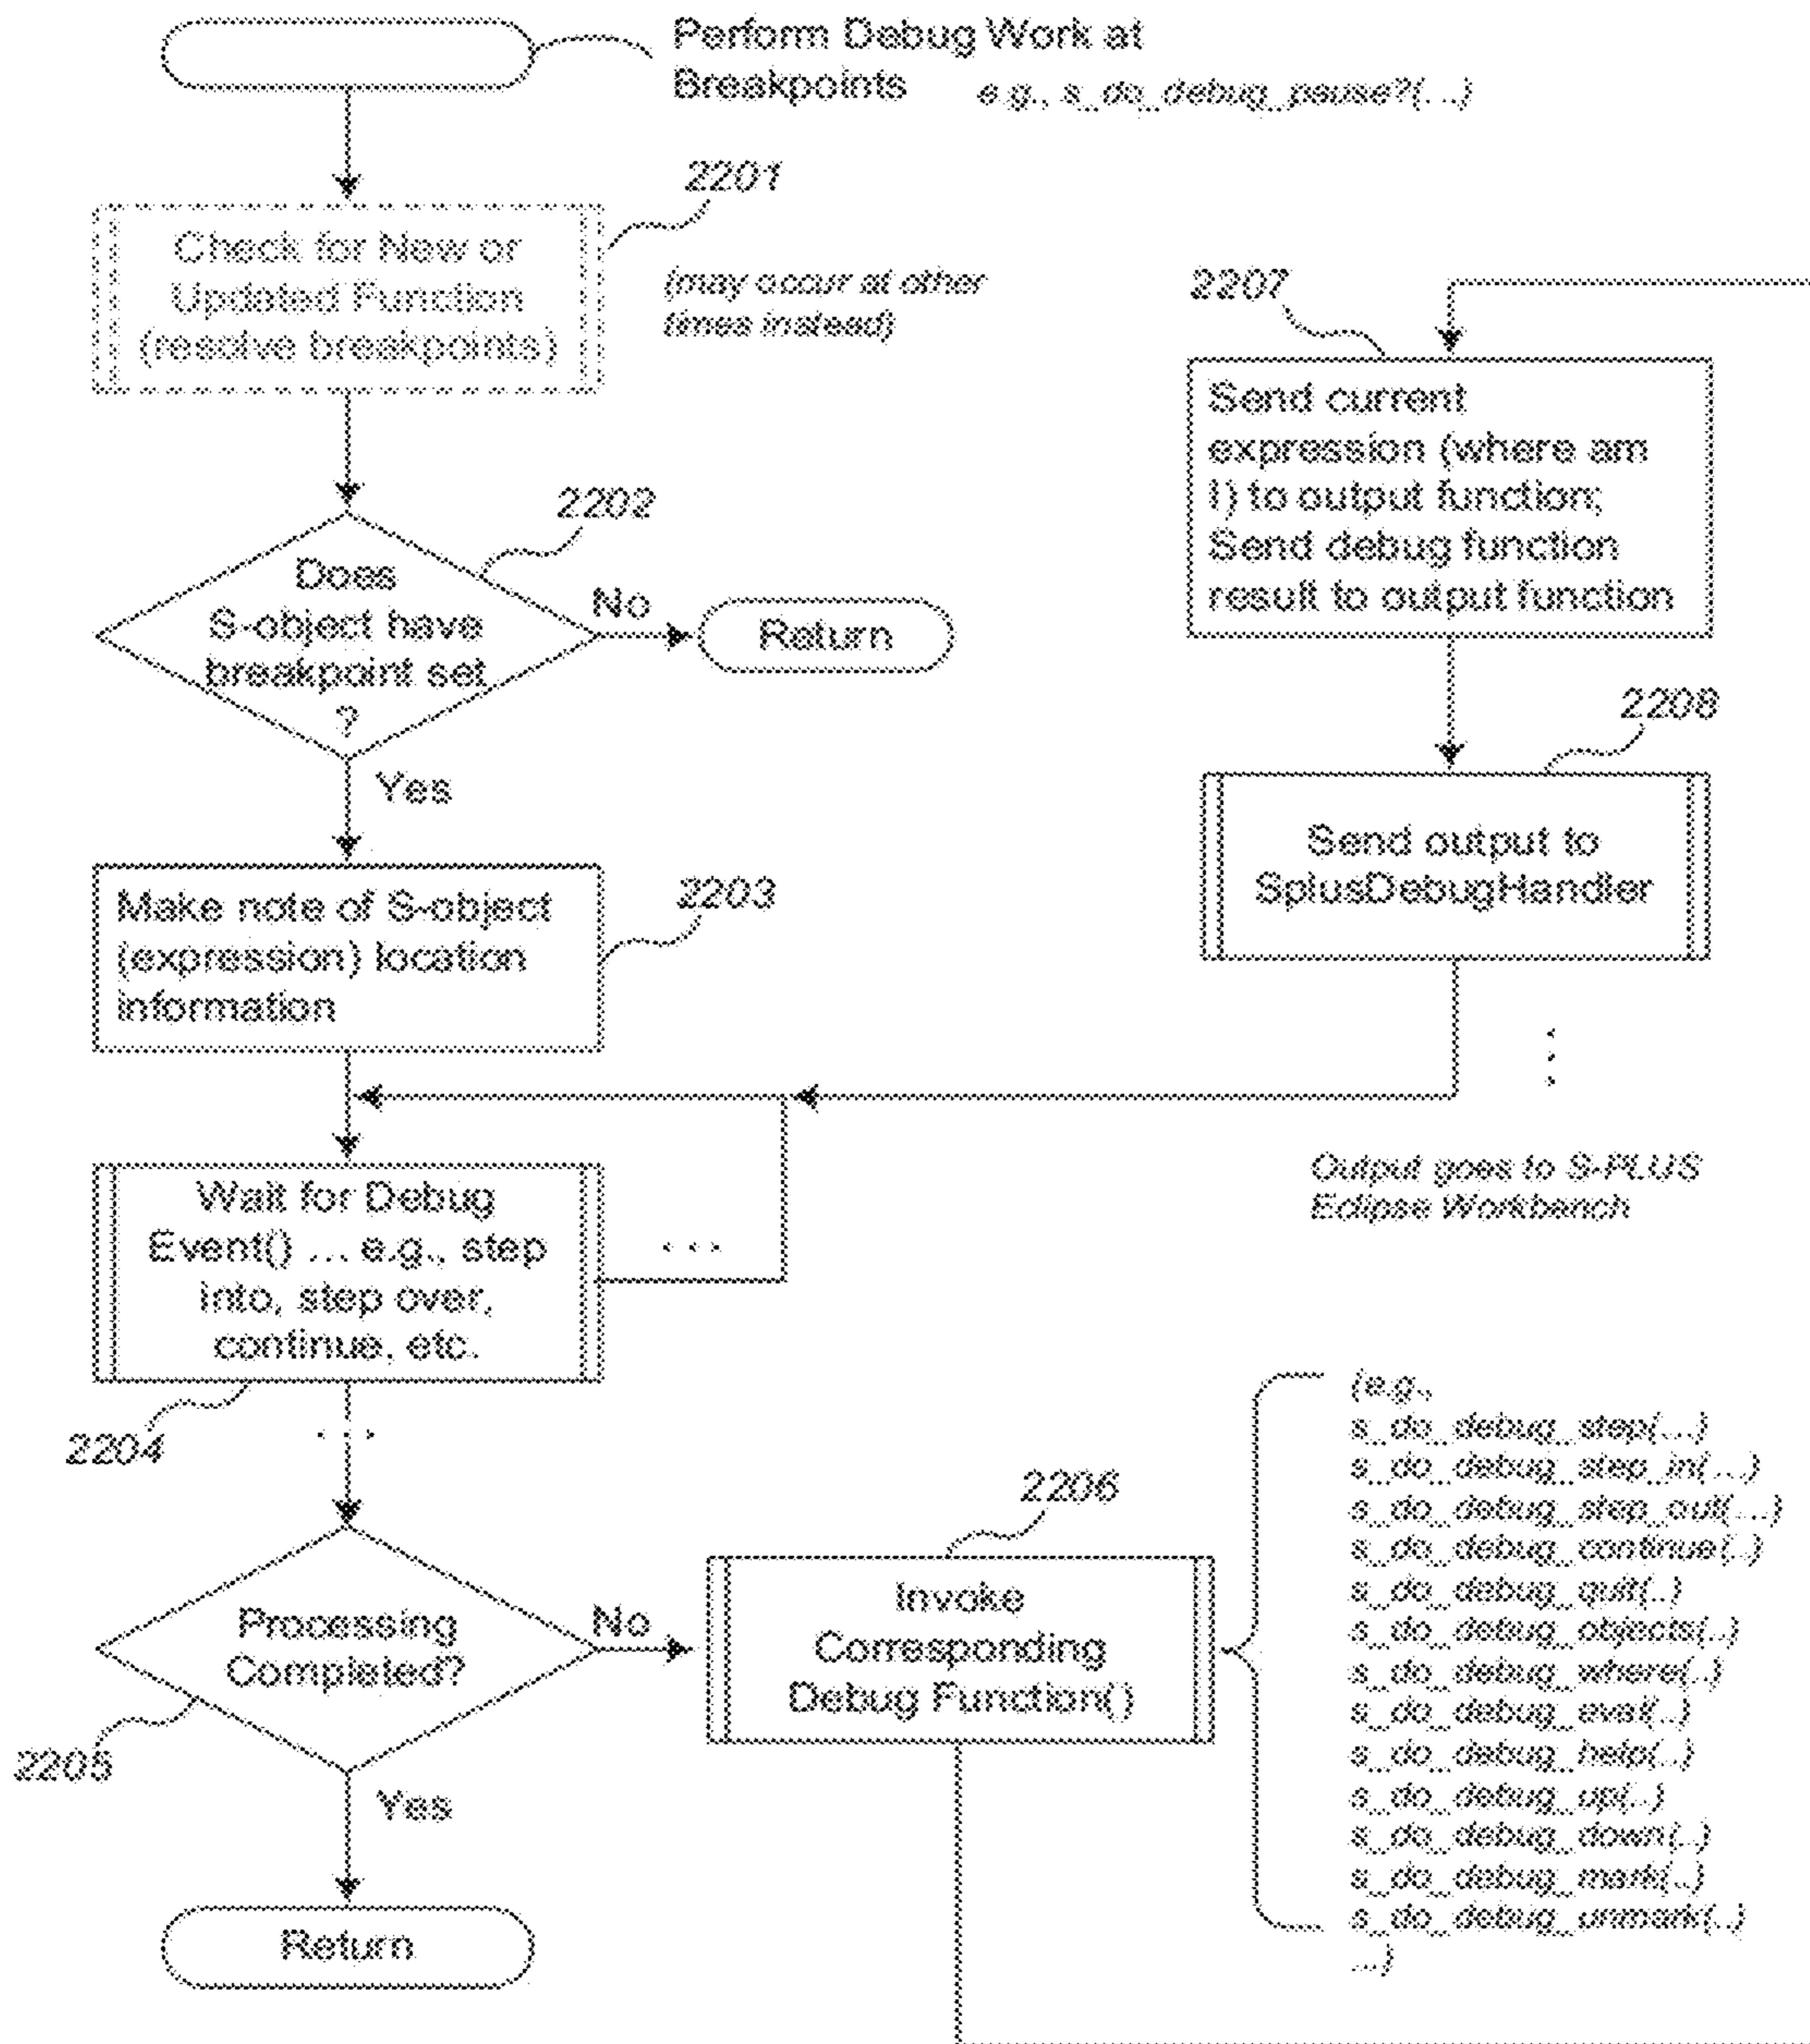 Perform Debug Work at
Breakpoints e.g., s_do_debug_pause?(...)
2201
Check for New or
Updated Function
(resolve breakpoints)
(may occur at other
times instead)
2202
Does
S-object have
breakpoint set
?
No
Return
Yes
Make note of S-object
(expression) location
information
2203
Wait for Debug
Event() ... e.g., step
into, step over,
continue, etc.
...
2204
...
Processing
Completed?
2205
No
Yes
Return
2206
Invoke
Corresponding
Debug Function()
(e.g.,
s_do_debug_step(...)
s_do_debug_step_in(...)
s_do_debug_step_out(...)
s_do_debug_continue(..)
s_do_debug_quit(..)
s_do_debug_objects(..)
s_do_debug_where(..)
s_do_debug_eval(..)
s_do_debug_help(..)
s_do_debug_up(..)
s_do_debug_down(..)
s_do_debug_mark(..)
s_do_debug_unmark(..)
...)
2207
Send current
expression (where am
I) to output function;
Send debug function
result to output function
2208
Send output to
SplusDebugHandler
Output goes to S-PLUS
Eclipse Workbench